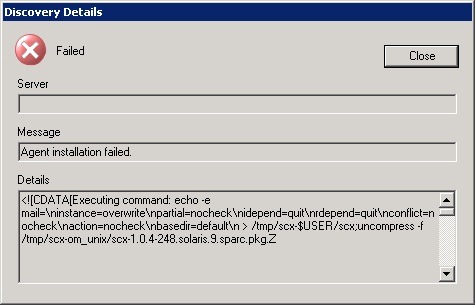 Discovery Details
Failed
Close
Server
Message
Agent installation failed.
Details
<![CDATA[Executing command: echo -e
mail=\ninstance=overwrite\npartial=nocheck\nidepend=quit\nrdepend=quit\nconflict=n
ocheck\naction=nocheck\nbasedir=default\n > /tmp/scx-$USER/scx;uncompress -f
/tmp/scx-om_unix/scx-1.0.4-248.solaris.9.sparc.pkg.Z